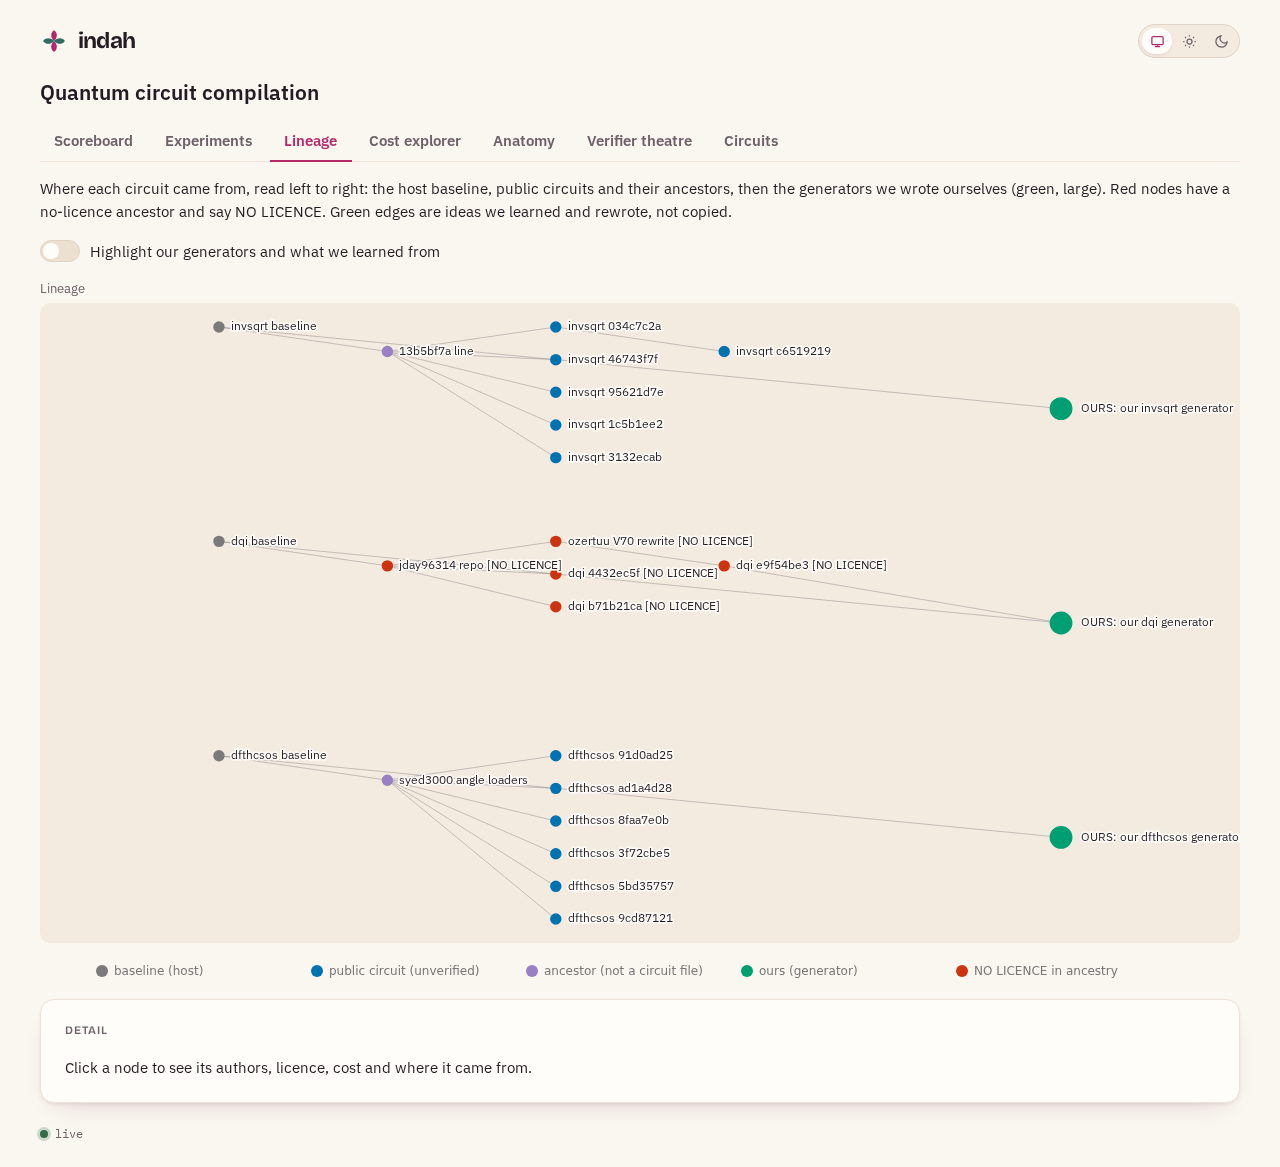 indah
Quantum circuit compilation
Scoreboard Experiments Lineage Cost explorer Anatomy Verifier theatre Circuits
Where each circuit came from, read left to right: the host baseline, public circuits and their ancestors, then the generators we wrote ourselves (green, large). Red nodes have a
no-licence ancestor and say NO LICENCE. Green edges are ideas we learned and rewrote, not copied.
Highlight our generators and what we learned from
Lineage
invsqrt baseline
invsqrt 034c7c2a
13b5bf7a line
invsqrt c6519219
invsqrt 46743f7f
invsqrt 95621d7e
OURS: our invsqrt generator
invsqrt 1c5b1ee2
invsqrt 3132ecab
dqi baseline
ozertuu V70 rewrite [NO LICENCE]
jday96314 repo [NO LICENCE]
dqi e9f54be3 [NO LICENCE]
dqi 4432ec5f [NO LICENCE]
dqi b71b21ca [NO LICENCE]
OURS: our dqi generator
dfthcsos baseline
dfthcsos 91d0ad25
syed3000 angle loaders
dfthcsos ad1a4d28
dfthcsos 8faa7e0b
OURS: our dfthcsos generato
dfthcsos 3f72cbe5
dfthcsos 5bd35757
dfthcsos 9cd87121
baseline (host) public circuit (unverified) ancestor (not a circuit file) ours (generator) NO LICENCE in ancestry
DETAIL
Click a node to see its authors, licence, cost and where it came from.
live